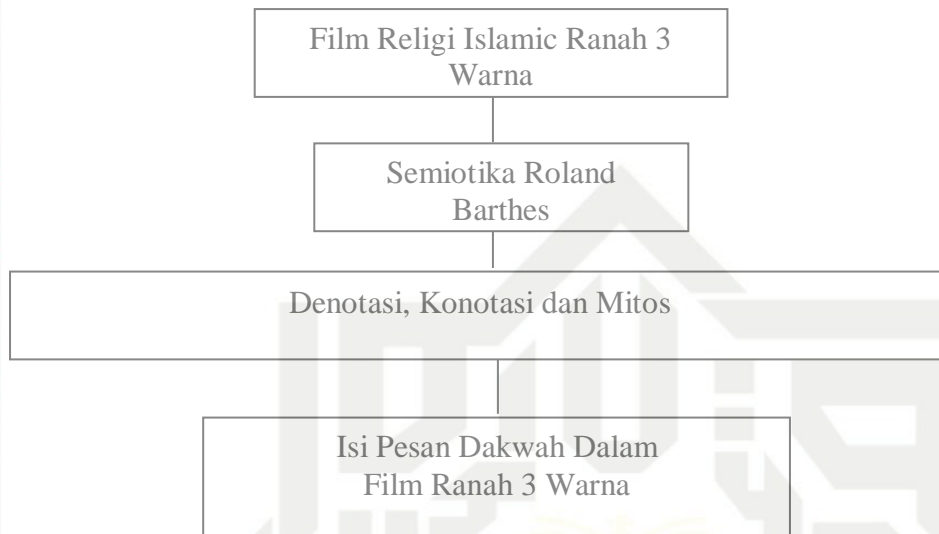 Film Religi Islamic Ranah 3
Warna
Semiotika Roland
Barthes
Denotasi, Konotasi dan Mitos
Isi Pesan Dakwah Dalam
Film Ranah 3 Warna